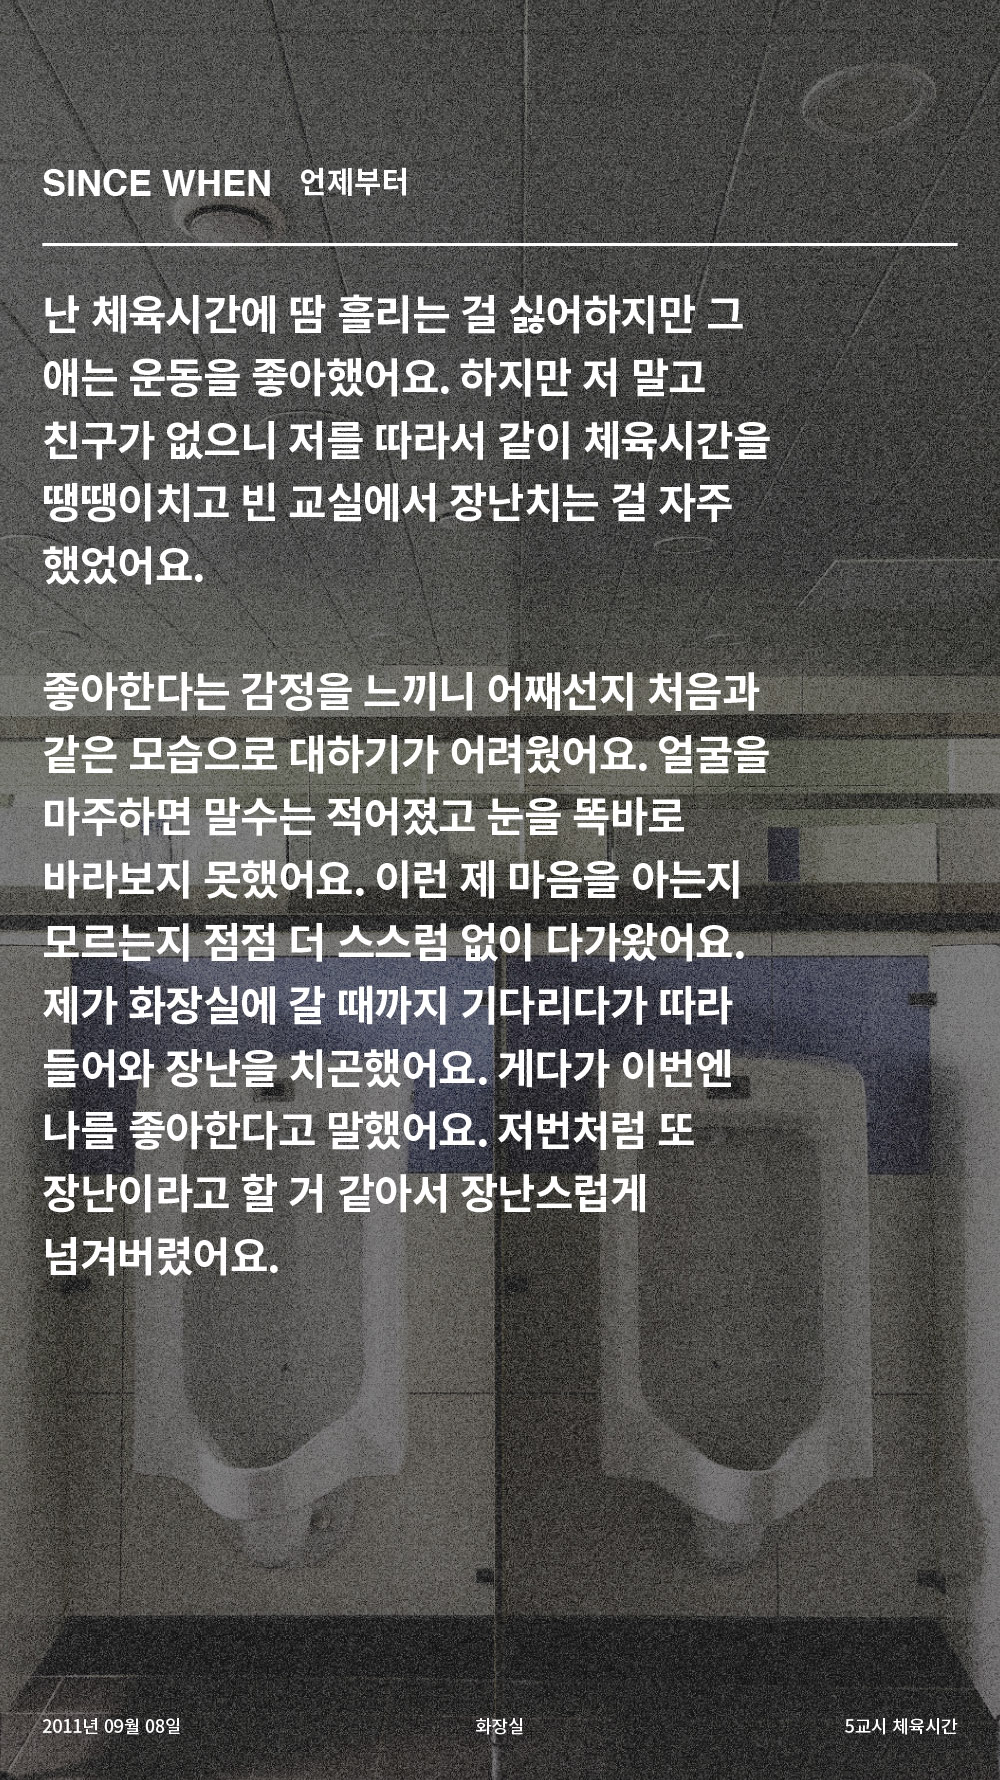 SINCE WHEN 언제부터
난 체육시간에 땀 흘리는 걸 싫어하지만 그
애는 운동을 좋아했어요. 하지만 저 말고
친구가 없으니 저를 따라서 같이 체육시간을
땡땡이치고 빈 교실에서 장난치는 걸 자주
했었어요.
좋아한다는 감정을 느끼니 어째선지 처음과
같은 모습으로 대하기가 어려웠어요. 얼굴을
마주하면 말수는 적어졌고 눈을 똑바로
바라보지 못했어요. 이런 제 마음을 아는지
모르는지 점점 더 스스럼 없이 다가왔어요.
제가 화장실에 갈 때까지 기다리다가 따라
들어와 장난을 치곤했어요. 게다가 이번엔
나를 좋아한다고 말했어요. 저번처럼 또
장난이라고 할 거 같아서 장난스럽게
넘겨버렸어요.
2011년 09월 08일 화장실 5교시 체육시간